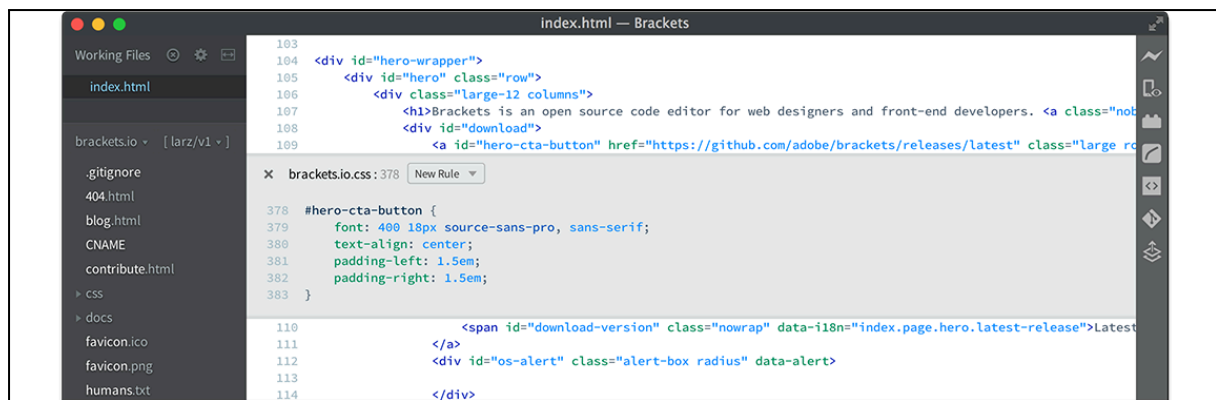 index.html — Brackets
Working Files
index.html
brackets.io [ larz/v1 ]
.gitignore
404.html
blog.html
CNAME
contribute.html
css
docs
favicon.ico
favicon.png
humans.txt
103
104 <div id="hero-wrapper">
105 <div id="hero" class="row">
106 <div class="large-12 columns">
107 <h1>Brackets is an open source code editor for web designers and front-end developers. <a class="nob
108 <div id="download">
109 <a id="hero-cta-button" href="https://github.com/adobe/brackets/releases/latest" class="large ro
× brackets.io.css : 378 New Rule
378 #hero-cta-button {
379 font: 400 18px source-sans-pro, sans-serif;
380 text-align: center;
381 padding-left: 1.5em;
382 padding-right: 1.5em;
383 }
110 <span id="download-version" class="nowrap" data-i18n="index.page.hero.latest-release">Latest
111 </a>
112 <div id="os-alert" class="alert-box radius" data-alert>
113
114 </div>